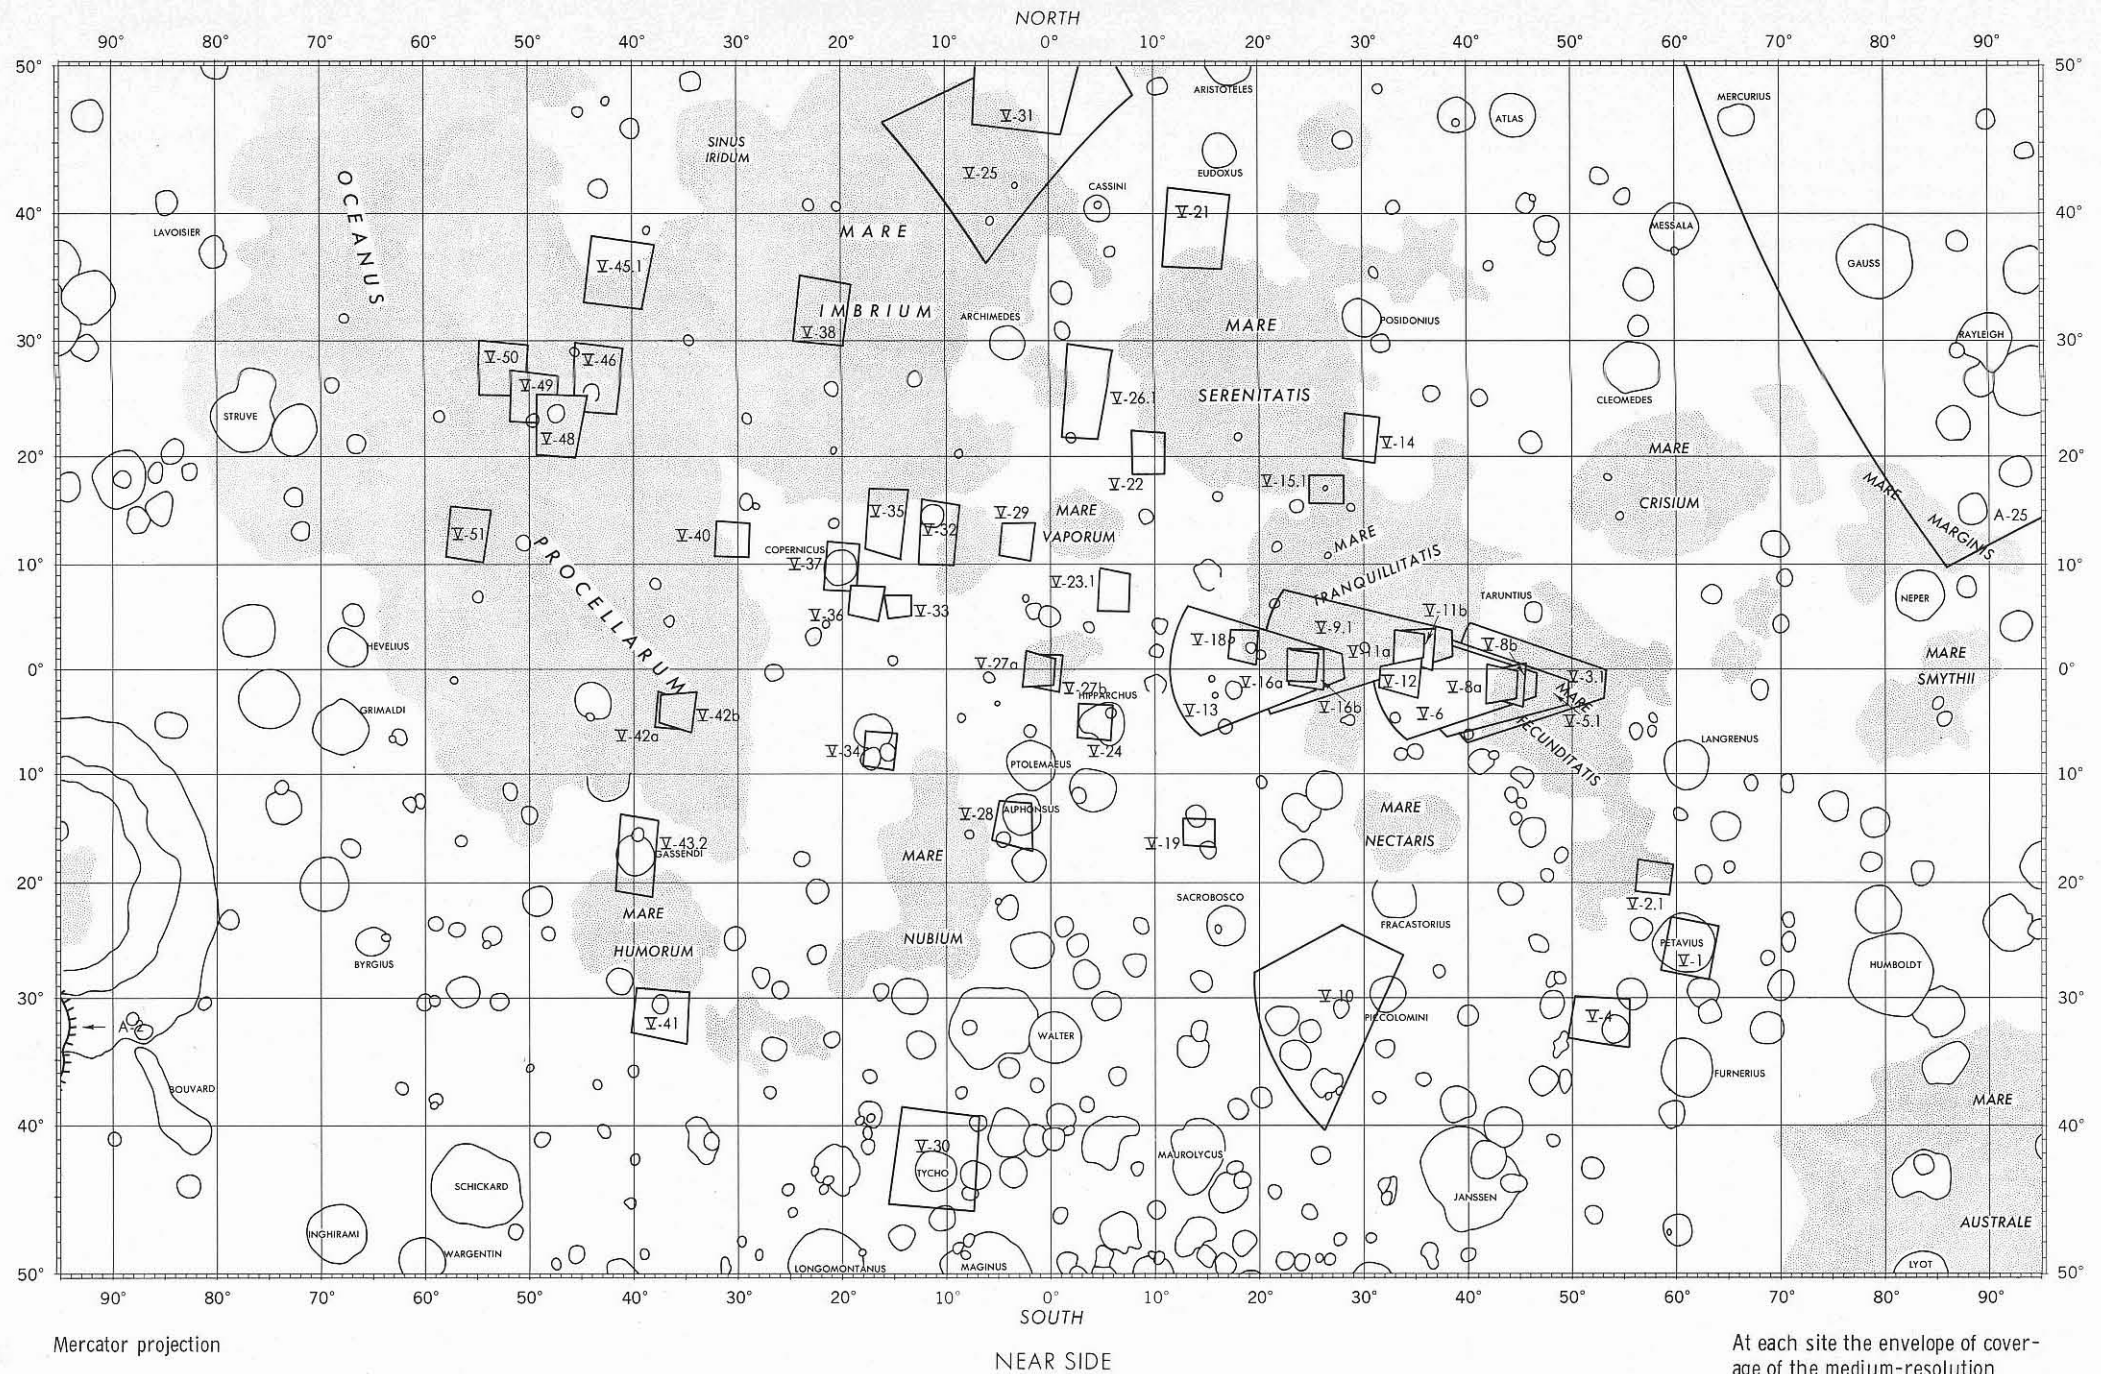 NORTH
90° 80° 70° 60° 50° 40° 30° 20° 10° 0° 10° 20° 30° 40° 50° 60° 70° 80° 90°
50° 50°
ARISTOTELES
MERCURIUS
V-31
ATLAS
SINUS
IRIDUM
V-25
EUDOXUS
CASSINI
OCEANUS
40° V-21 40°
LAVOISIER
MARE
MESSALA
V-45.1
GAUSS
IMBRIUM
ARCHIMEDES
MARE
POSIDONIUS
V-38
RAYLEIGH
30° 30°
V-50
V-46
V-49
SERENITATIS
V-26.1
CLEOMEDES
STRUVE
V-48
V-14
MARE
20° 20°
V-22
V-15.1
MARE
CRISIUM
V-35
V-29
MARE
MARGINIS
A-25
V-51
V-40
V-32
VAPORUM
MARE
PROCELLARUM
COPERNICUS
V-37
TRANQUILLITATIS
10° 10°
V-23.1
TARUNTIUS
NEPER
V-36
V-33
V-11b
V-9.1
V-18
V-8b
HEVELIUS
V-11a
MARE
0° V-27a 0°
V-16a
V-12
V-8a
V-3.1
SMYTHII
V-27b
HIPPARCHUS
MARE
GRIMALDI
V-42b
V-13
V-16b
V-6
V-5.1
V-42a
V-34
V-24
FECUNDITATIS
LANGRENUS
PTOLEMAEUS
10° 10°
V-28
ALPHONSUS
MARE
V-43.2
GASSENDI
MARE
V-19
NECTARIS
20° 20°
SACROBOSCO
V-2.1
MARE
FRACASTORIUS
HUMORUM
NUBIUM
PETAVIUS
V-1
BYRGIUS
HUMBOLDT
30° V-10 30°
V-41
PICCOLOMINI
V-4
A-2
WALTER
BOUVARD
FURNERIUS
MARE
40° 40°
V-30
TYCHO
MAUROLYCUS
SCHICKARD
JANSSEN
AUSTRALE
INGHIRAMI
WARGENTIN
LONGOMONTANUS
MAGINUS
LYOT
50° 50°
90° 80° 70° 60° 50° 40° 30° 20° 10° 0° 10° 20° 30° 40° 50° 60° 70° 80° 90°
SOUTH
Mercator projection
NEAR SIDE
At each site the envelope of cover-
age of the medium-resolution